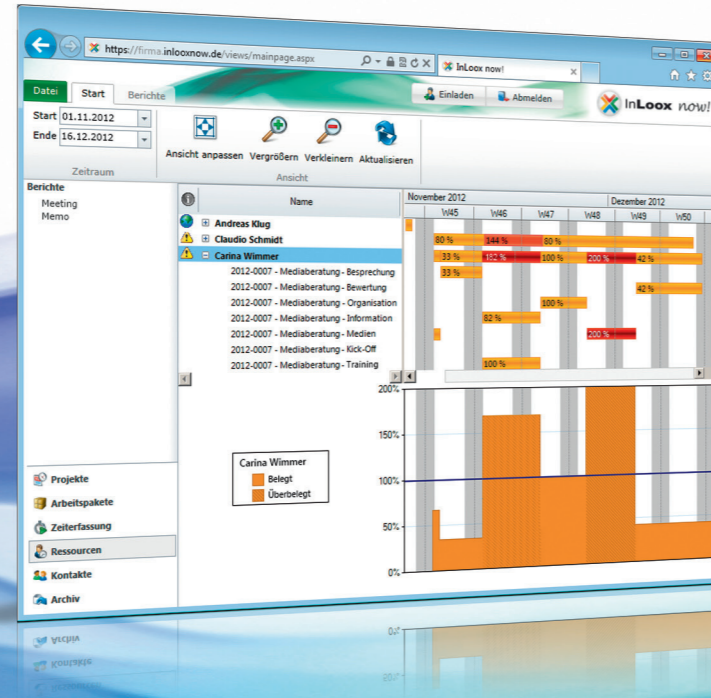 https://firma.inlooxnow.de/views/mainpage.aspx
InLoox now!
Datei Start Berichte
Einladen Abmelden
InLoox now!
Start 01.11.2012
Ende 16.12.2012
Zeitraum
Ansicht anpassen Vergrößern Verkleinern Aktualisieren
Ansicht
Berichte
Meeting
Memo
Name
November 2012 Dezember 2012
W45 W46 W47 W48 W49 W50
Andreas Klug
Claudio Schmidt
80 % 144 % 80 %
Carina Wimmer
33 % 182 % 100 % 200 % 42 %
2012-0007 - Mediaberatung - Besprechung
33 %
2012-0007 - Mediaberatung - Bewertung
42 %
2012-0007 - Mediaberatung - Organisation
100 %
2012-0007 - Mediaberatung - Information
82 %
2012-0007 - Mediaberatung - Medien
200 %
2012-0007 - Mediaberatung - Kick-Off
2012-0007 - Mediaberatung - Training
100 %
200%
150%
100%
50%
0%
Carina Wimmer
Belegt
Überbelegt
Projekte
Arbeitspakete
Zeiterfassung
Ressourcen
Kontakte
Archiv